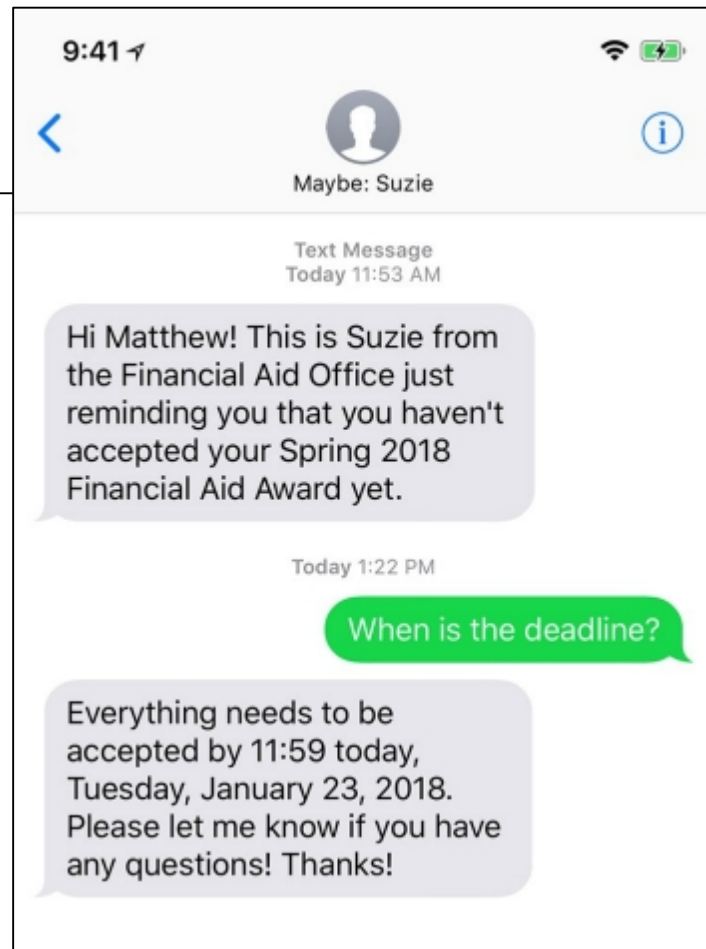 9:41
Maybe: Suzie
Text Message
Today 11:53 AM
Hi Matthew! This is Suzie from
the Financial Aid Office just
reminding you that you haven't
accepted your Spring 2018
Financial Aid Award yet.
Today 1:22 PM
When is the deadline?
Everything needs to be
accepted by 11:59 today,
Tuesday, January 23, 2018.
Please let me know if you have
any questions! Thanks!